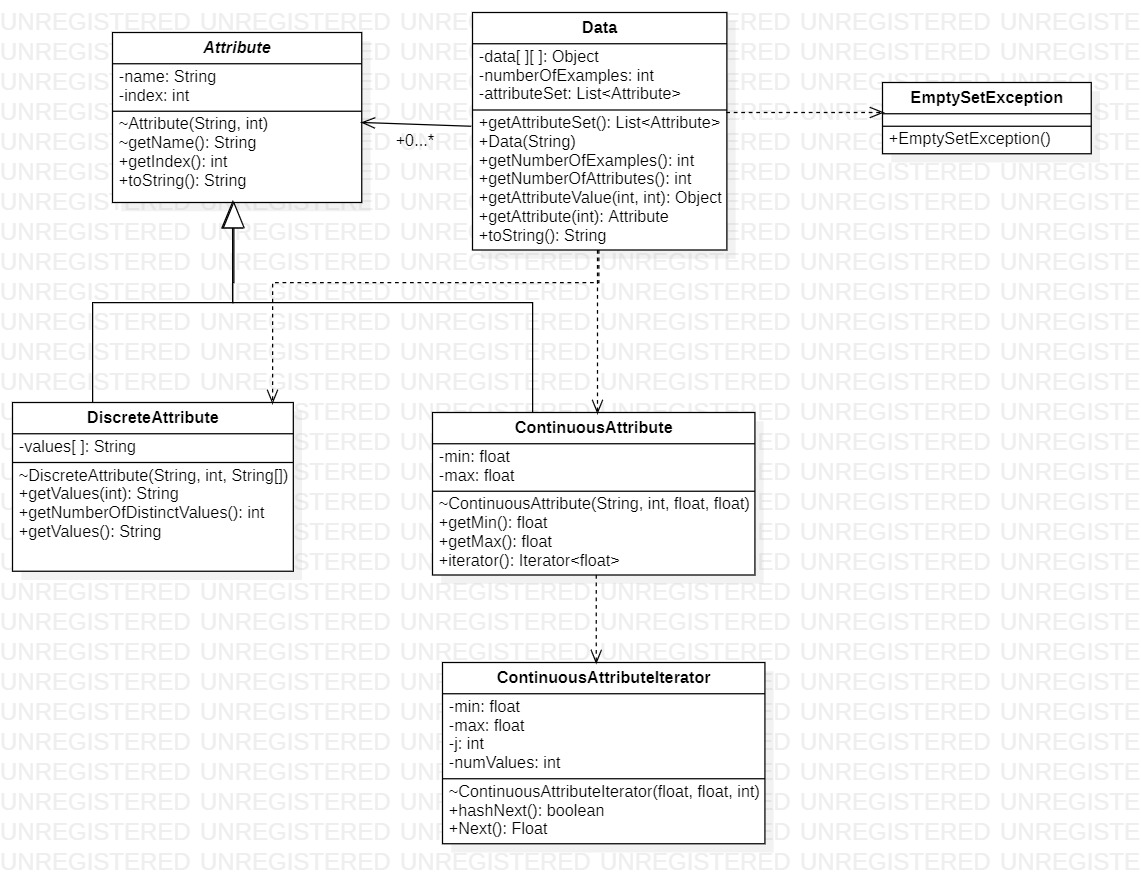 Attribute
-name: String
-index: int
~Attribute(String, int)
~getName(): String
+getIndex(): int
+toString(): String
Data
-data[ ][ ]: Object
-numberOfExamples: int
-attributeSet: List<Attribute>
+getAttributeSet(): List<Attribute>
+Data(String)
+getNumberOfExamples(): int
+getNumberOfAttributes(): int
+getAttributeValue(int, int): Object
+getAttribute(int): Attribute
+toString(): String
+0...*
EmptySetException
+EmptySetException()
DiscreteAttribute
-values[ ]: String
~DiscreteAttribute(String, int, String[])
+getValues(int): String
+getNumberOfDistinctValues(): int
+getValues(): String
ContinuousAttribute
-min: float
-max: float
~ContinuousAttribute(String, int, float, float)
+getMin(): float
+getMax(): float
+iterator(): Iterator<float>
ContinuousAttributeIterator
-min: float
-max: float
-j: int
-numValues: int
~ContinuousAttributeIterator(float, float, int)
+hashNext(): boolean
+Next(): Float
UNREGISTERED